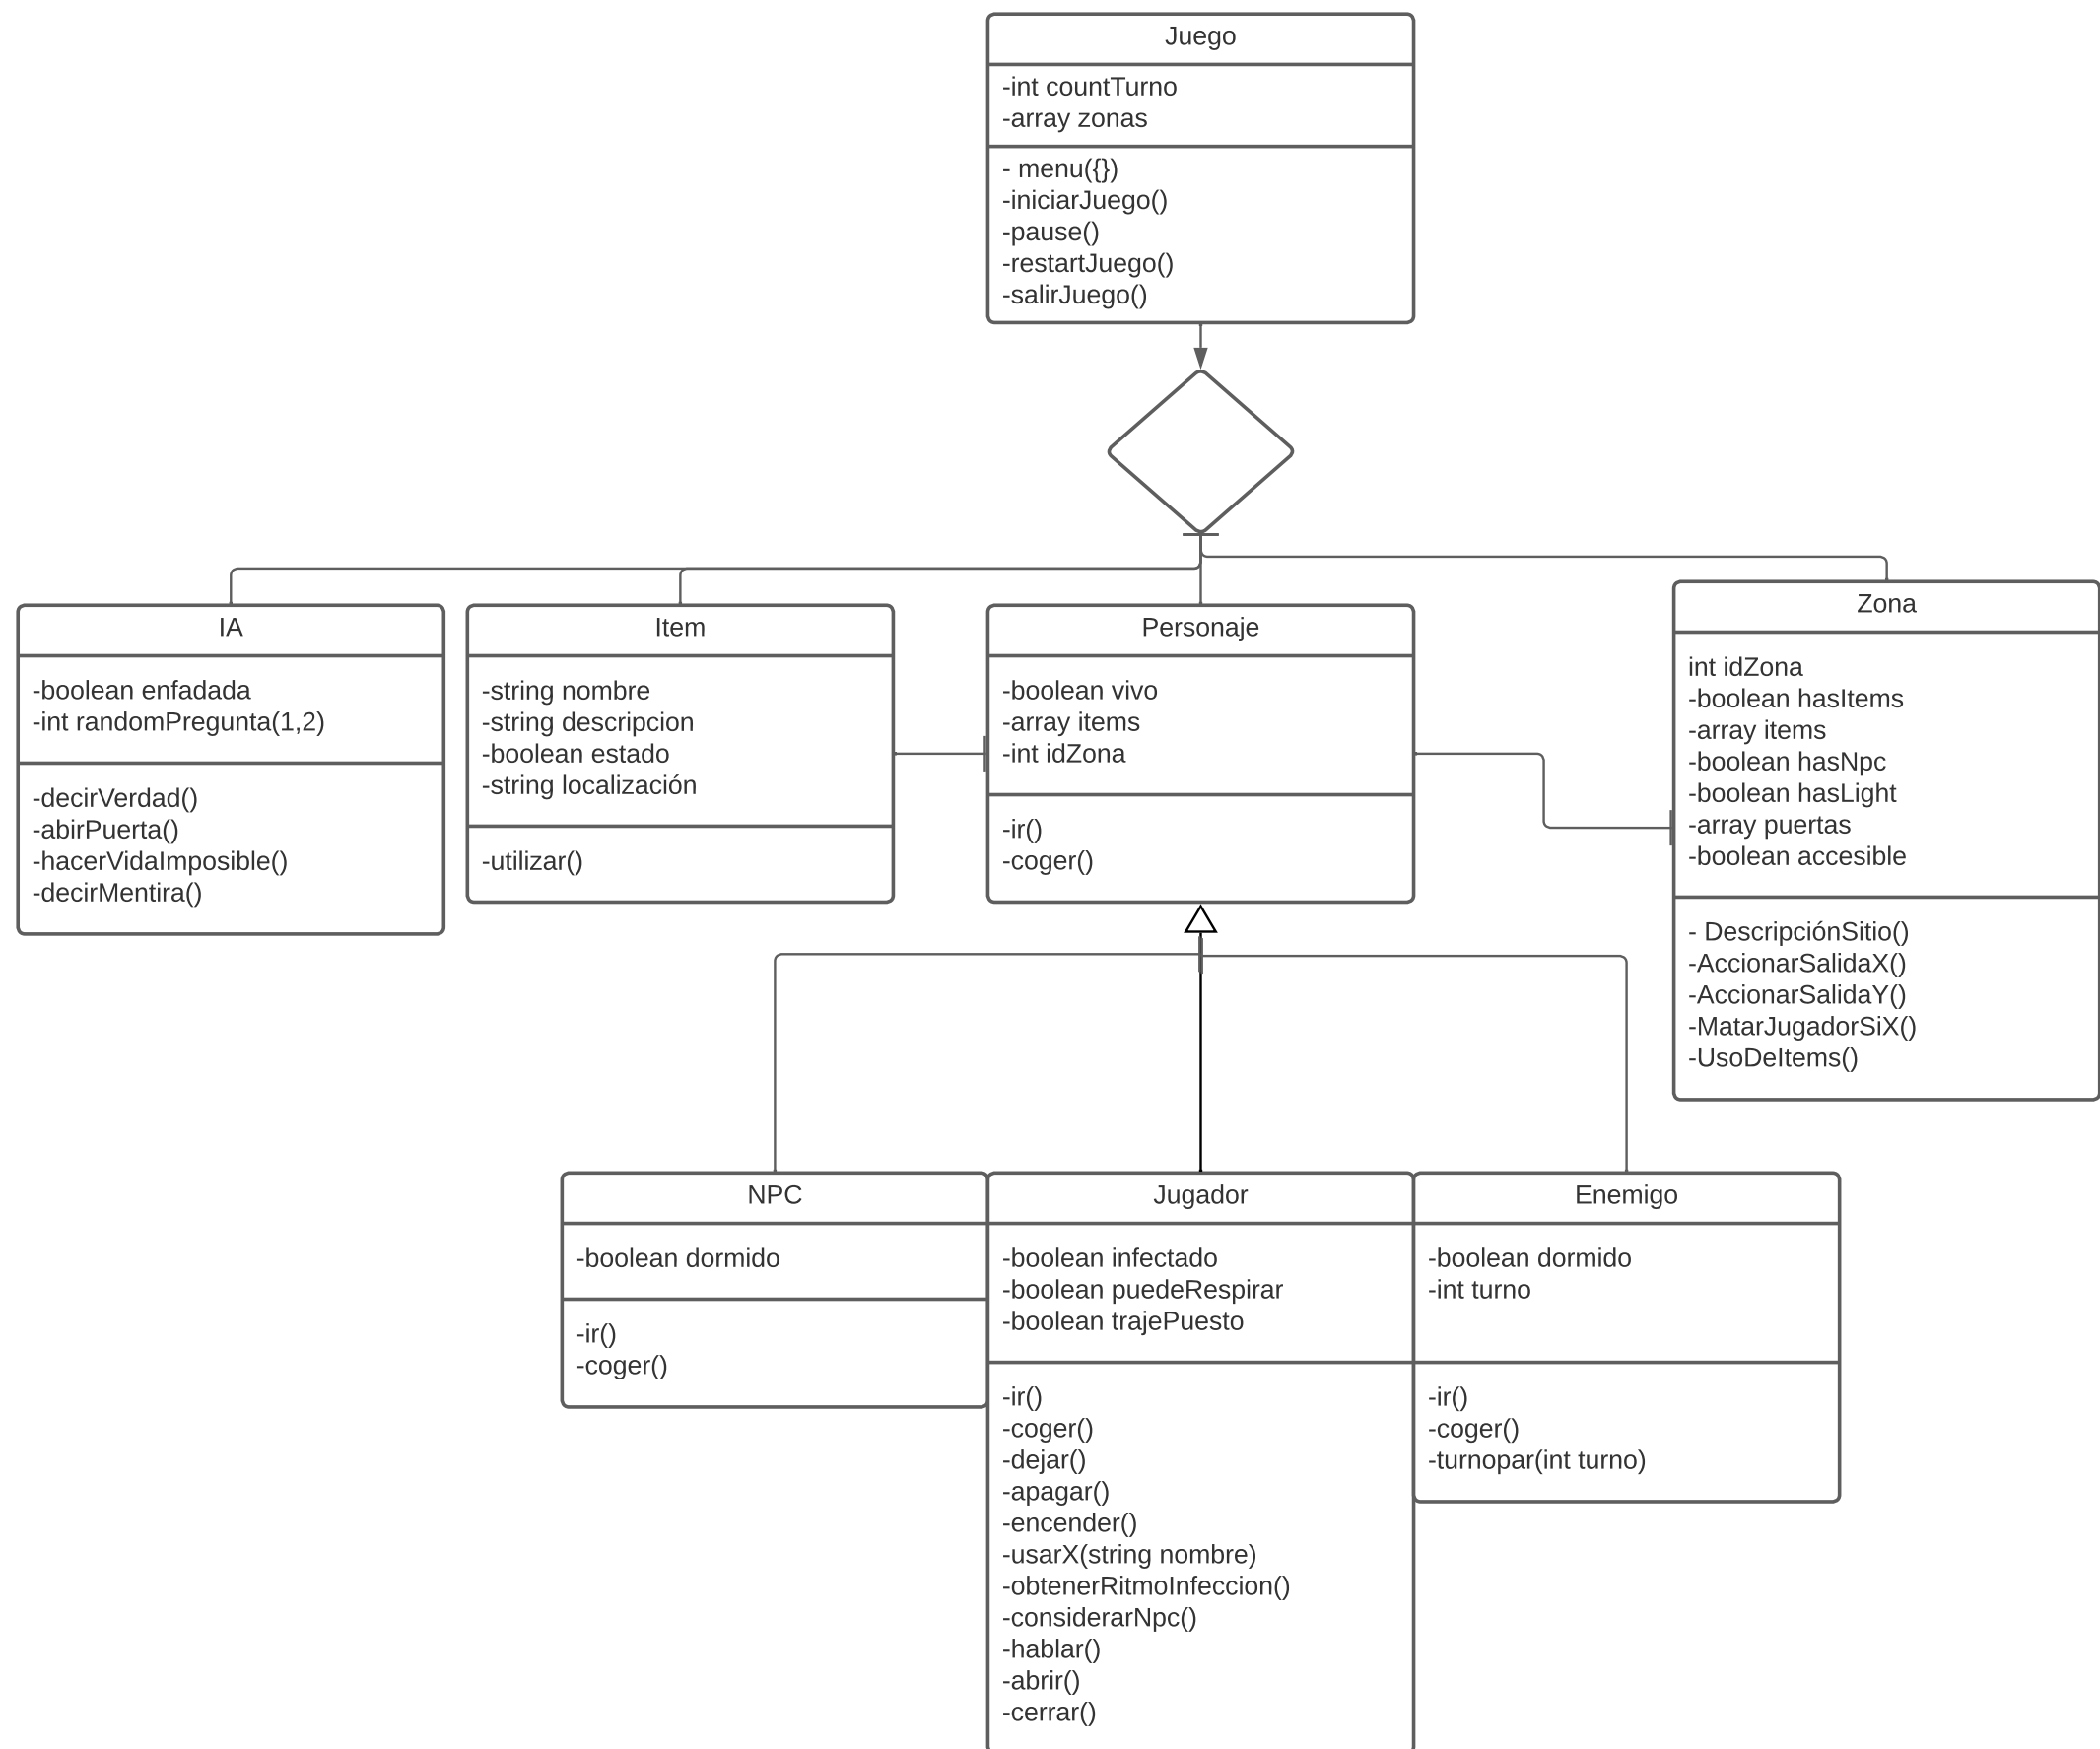 Juego
-int countTurno
-array zonas
- menu({})
-iniciarJuego()
-pause()
-restartJuego()
-salirJuego()
IA
-boolean enfadada
-int randomPregunta(1,2)
-decirVerdad()
-abirPuerta()
-hacerVidaImposible()
-decirMentira()
Item
-string nombre
-string descripcion
-boolean estado
-string localización
-utilizar()
Personaje
-boolean vivo
-array items
-int idZona
-ir()
-coger()
Zona
int idZona
-boolean hasItems
-array items
-boolean hasNpc
-boolean hasLight
-array puertas
-boolean accesible
- DescripciónSitio()
-AccionarSalidaX()
-AccionarSalidaY()
-MatarJugadorSiX()
-UsoDeItems()
NPC
-boolean dormido
-ir()
-coger()
Jugador
-boolean infectado
-boolean puedeRespirar
-boolean trajePuesto
-ir()
-coger()
-dejar()
-apagar()
-encender()
-usarX(string nombre)
-obtenerRitmoInfeccion()
-considerarNpc()
-hablar()
-abrir()
-cerrar()
Enemigo
-boolean dormido
-int turno
-ir()
-coger()
-turnopar(int turno)